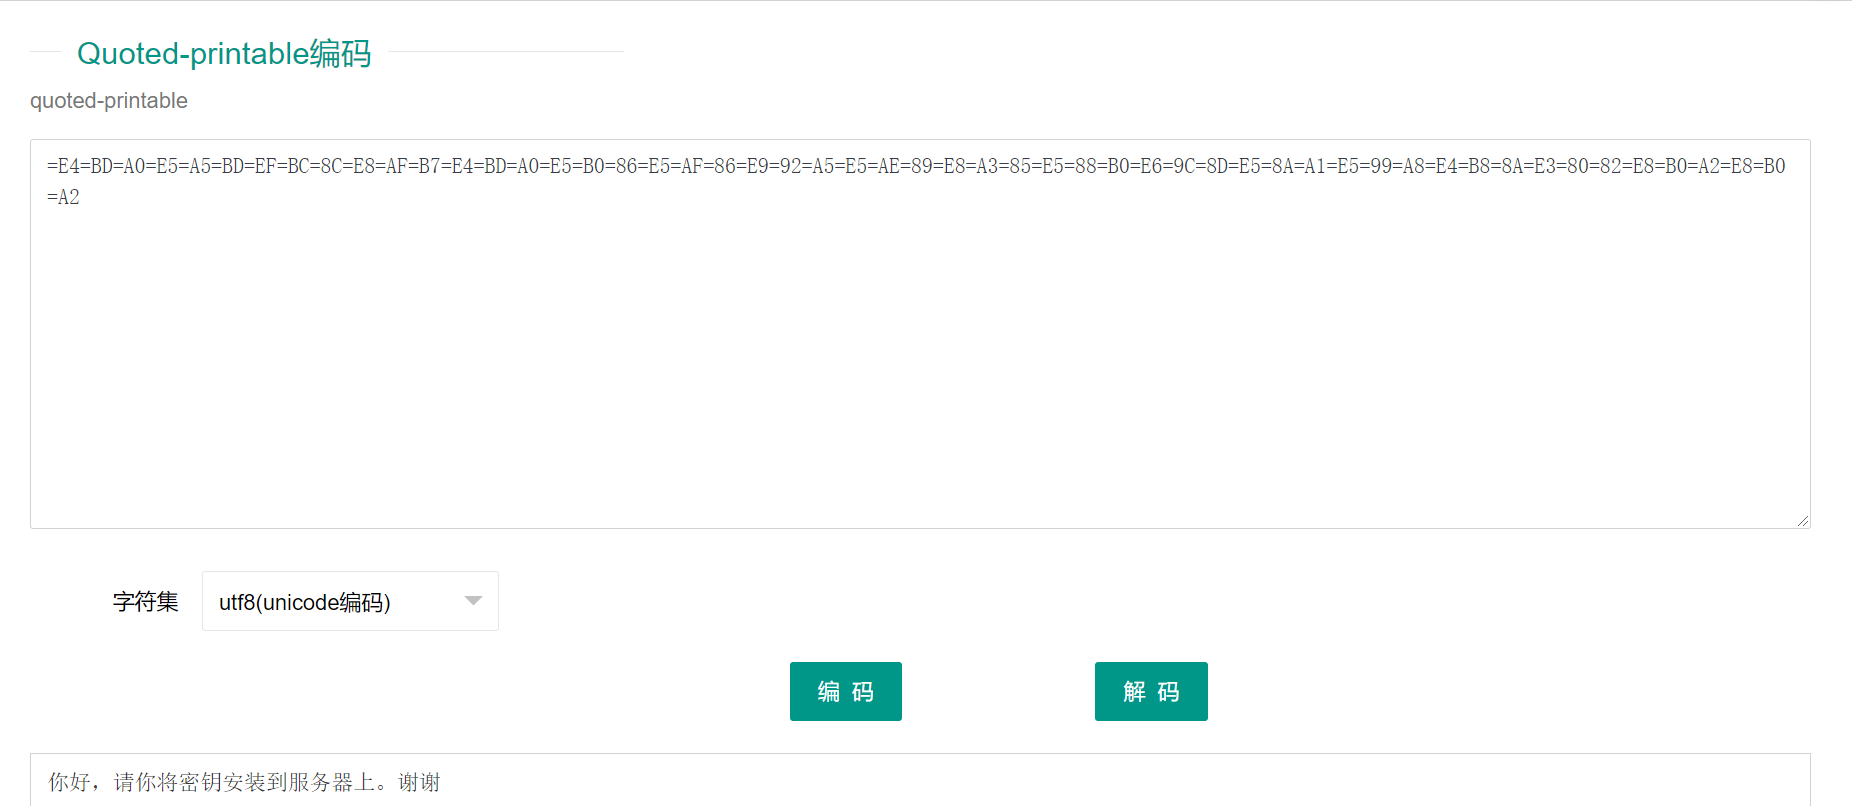 Quoted-printable编码
quoted-printable
=E4=BD=A0=E5=A5=BD=EF=BC=8C=E8=AF=B7=E4=BD=A0=E5=B0=86=E5=AF=86=E9=92=A5=E5=AE=89=E8=A3=85=E5=88=B0=E6=9C=8D=E5=8A=A1=E5=99=A8=E4=B8=8A=E3=80=82=E8=B0=A2=E8=B0
=A2
字符集 utf8(unicode编码)
编 码 解 码
你好，请你将密钥安装到服务器上。谢谢